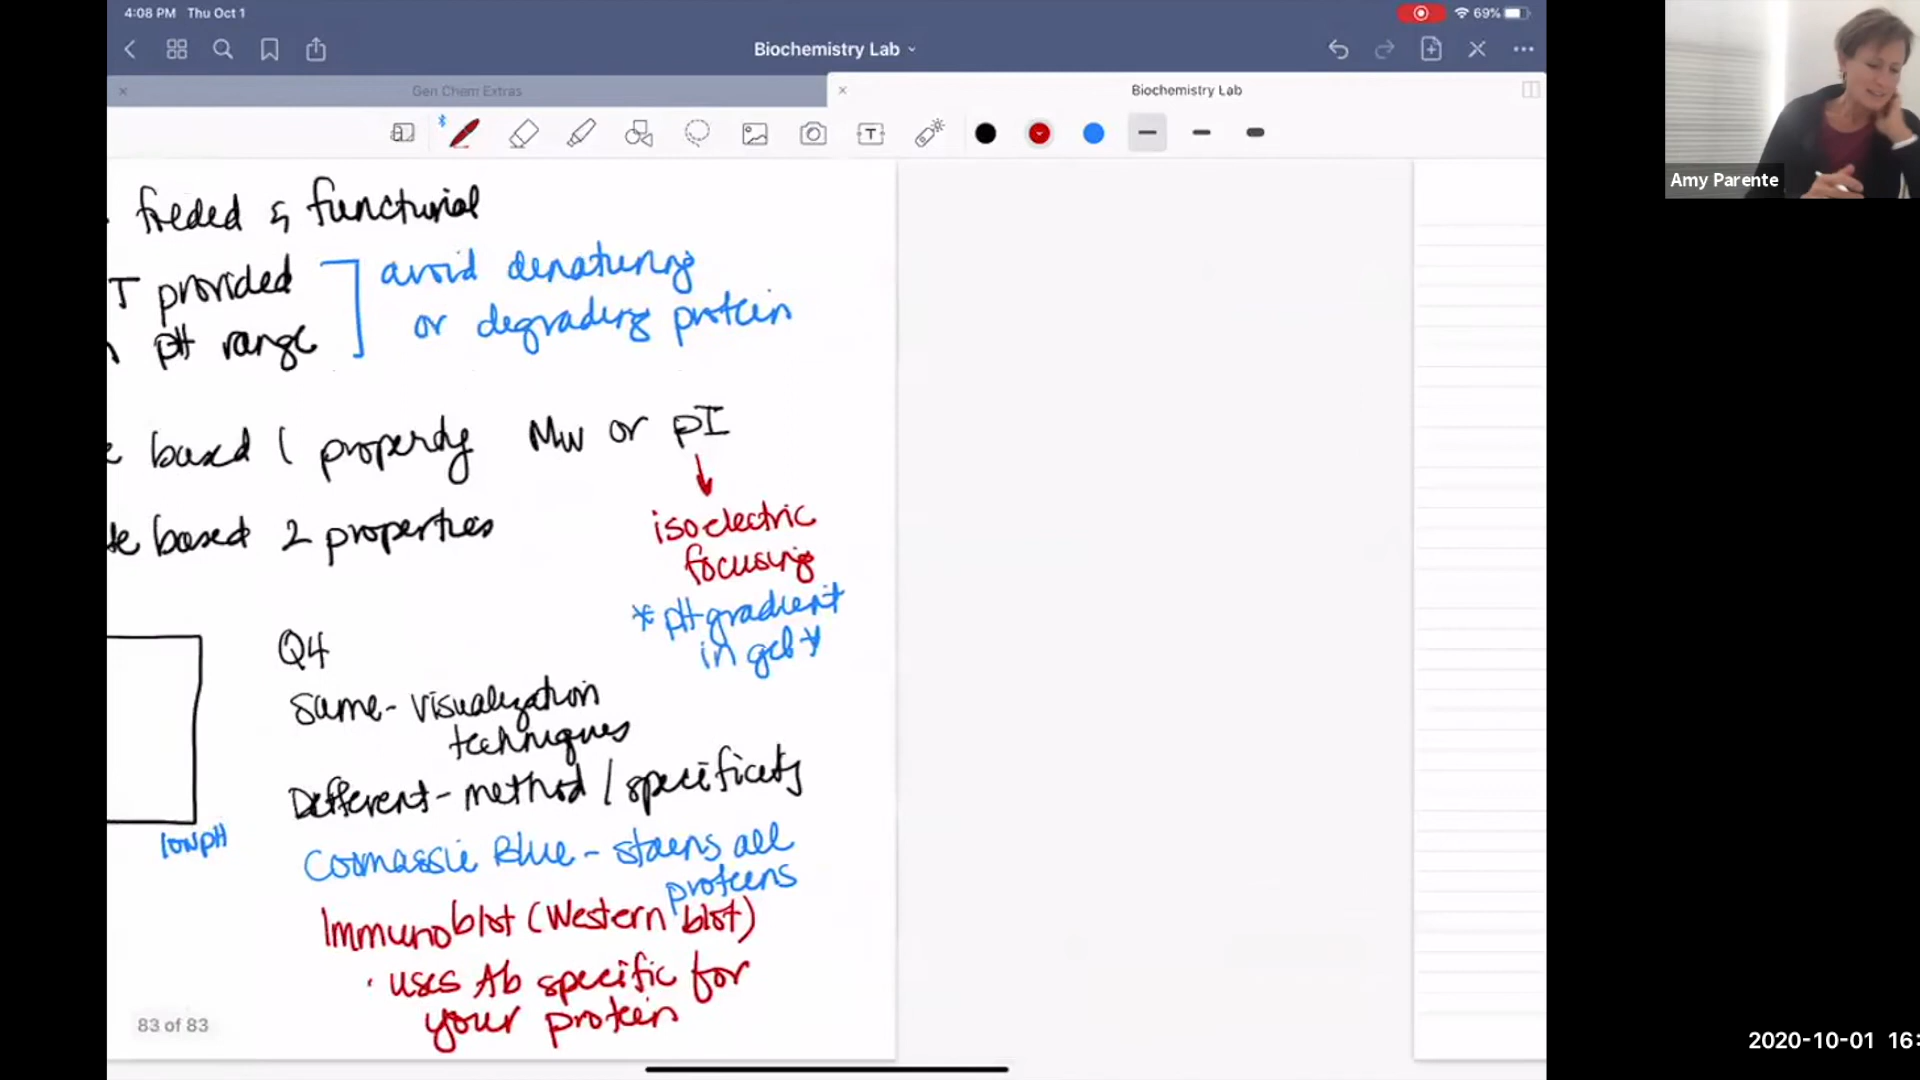 4:08 PM Thu Oct 1
69%
Biochemistry Lab
Gen Chem Extras
Biochemistry Lab
Amy Parente
folded & functional
T provided
pH range
avoid denaturing
or degrading protein
e based 1 property MW or pI
te based 2 properties
isoelectric
focusing
* pH gradient
in gel *
Q4
Same - visualization
techniques
Different - method / specificity
low pH
Coomassie Blue - stains all
proteins
Immunoblot (Western blot)
• uses Ab specific for
your protein
83 of 83
2020-10-01 16: